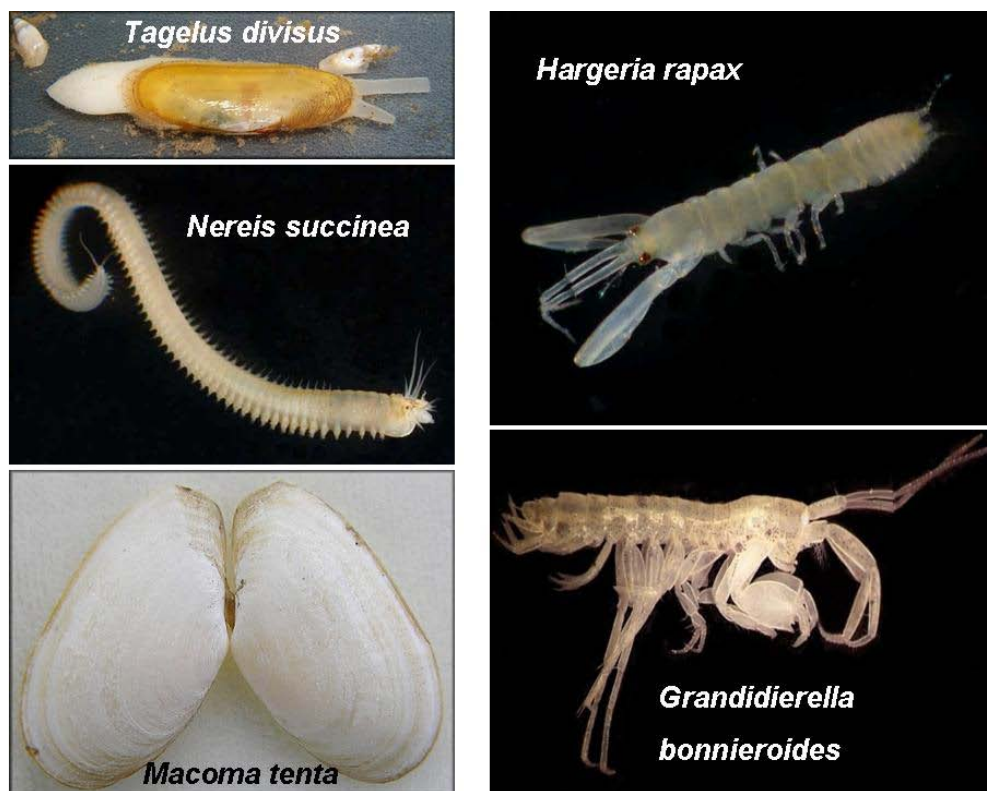 Tagelus divisus
Nereis succinea
Macoma tenta
Hargeria rapax
Grandidierella
bonnieroides